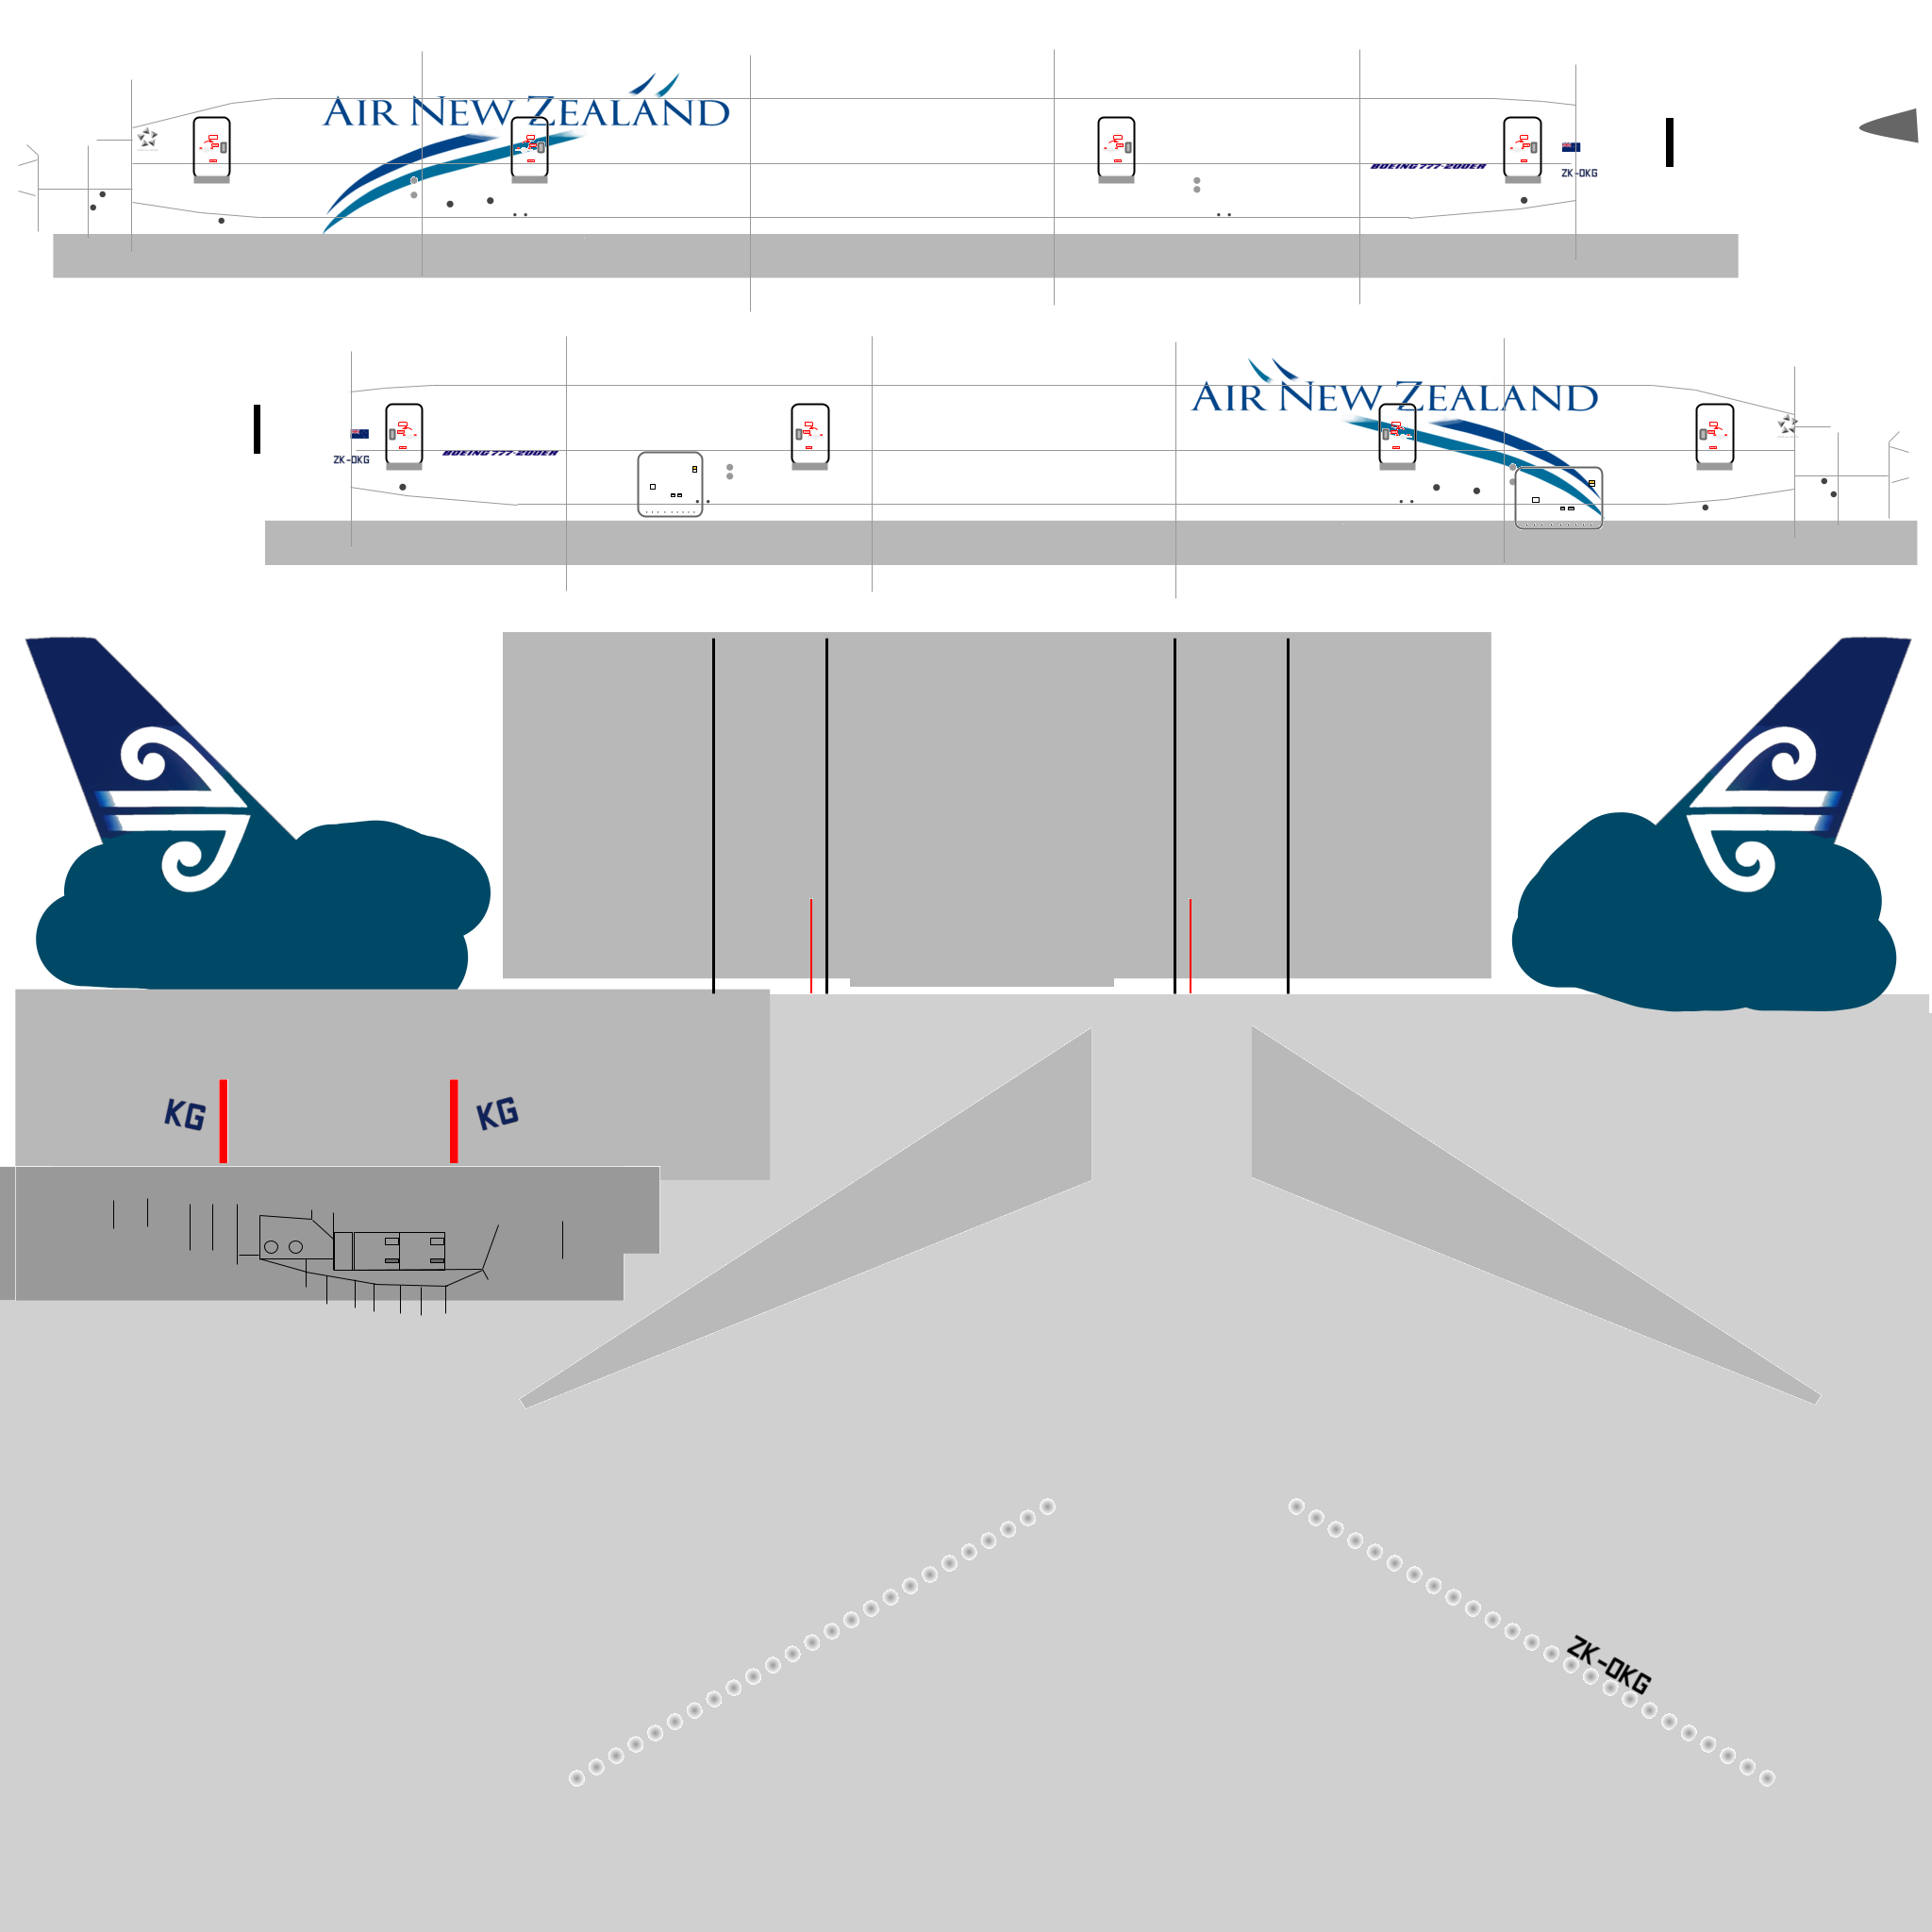 AIR NEW ZEALAND
BOEING 777-200ER
ZK-OKG
AIR NEW ZEALAND
ZK-OKG
BOEING 777-200ER
KG
KG
ZK-OKG